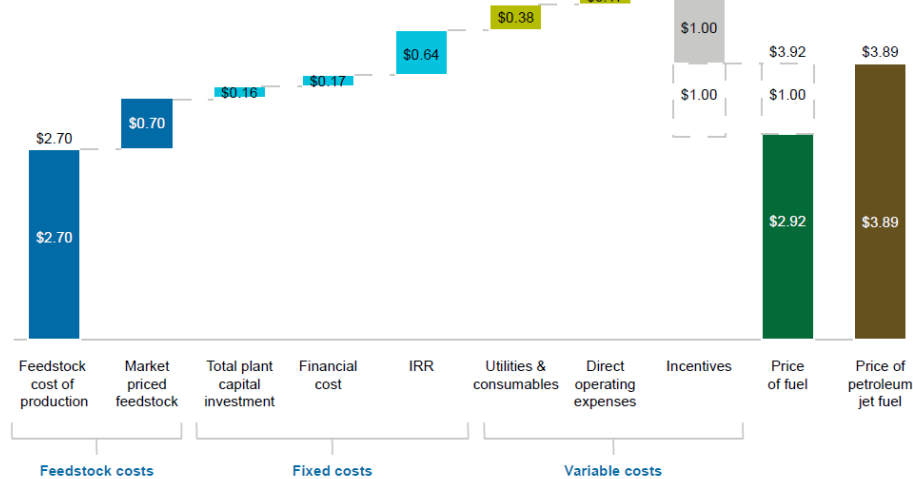 $0.38
$1.00
$3.92
$3.89
$0.64
$0.17
$0.16
$1.00
$1.00
$0.70
$2.70
$2.70
$2.92
$3.89
Feedstock
cost of
production
Market
priced
feedstock
Total plant
capital
investment
Financial
cost
IRR
Utilities &
consumables
Direct
operating
expenses
Incentives
Price
of fuel
Price of
petroleum
jet fuel
Feedstock costs
Fixed costs
Variable costs